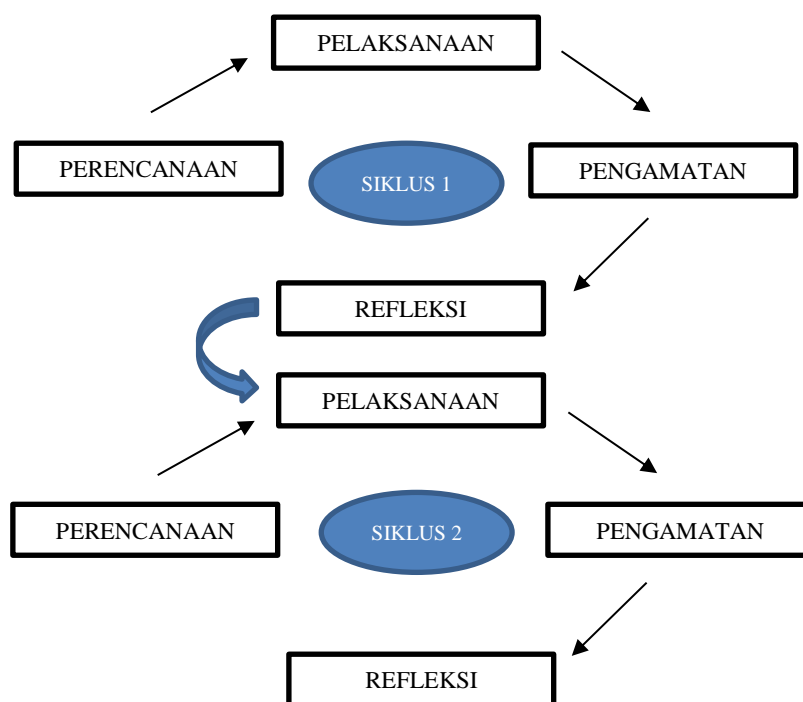 PELAKSANAAN
PERENCANAAN
SIKLUS 1
PENGAMATAN
REFLEKSI
PELAKSANAAN
PERENCANAAN
SIKLUS 2
PENGAMATAN
REFLEKSI